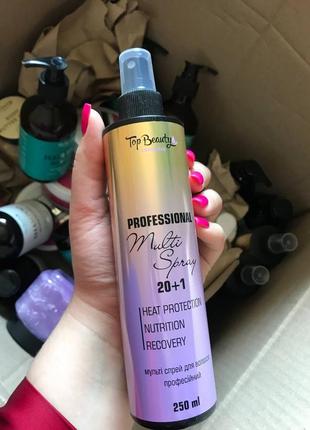 Top Beauty
PROFESSIONAL
Multi
Spray
20+1
HEAT PROTECTION
NUTRITION
RECOVERY
мульті спрей для волосся
професійний
250 ml